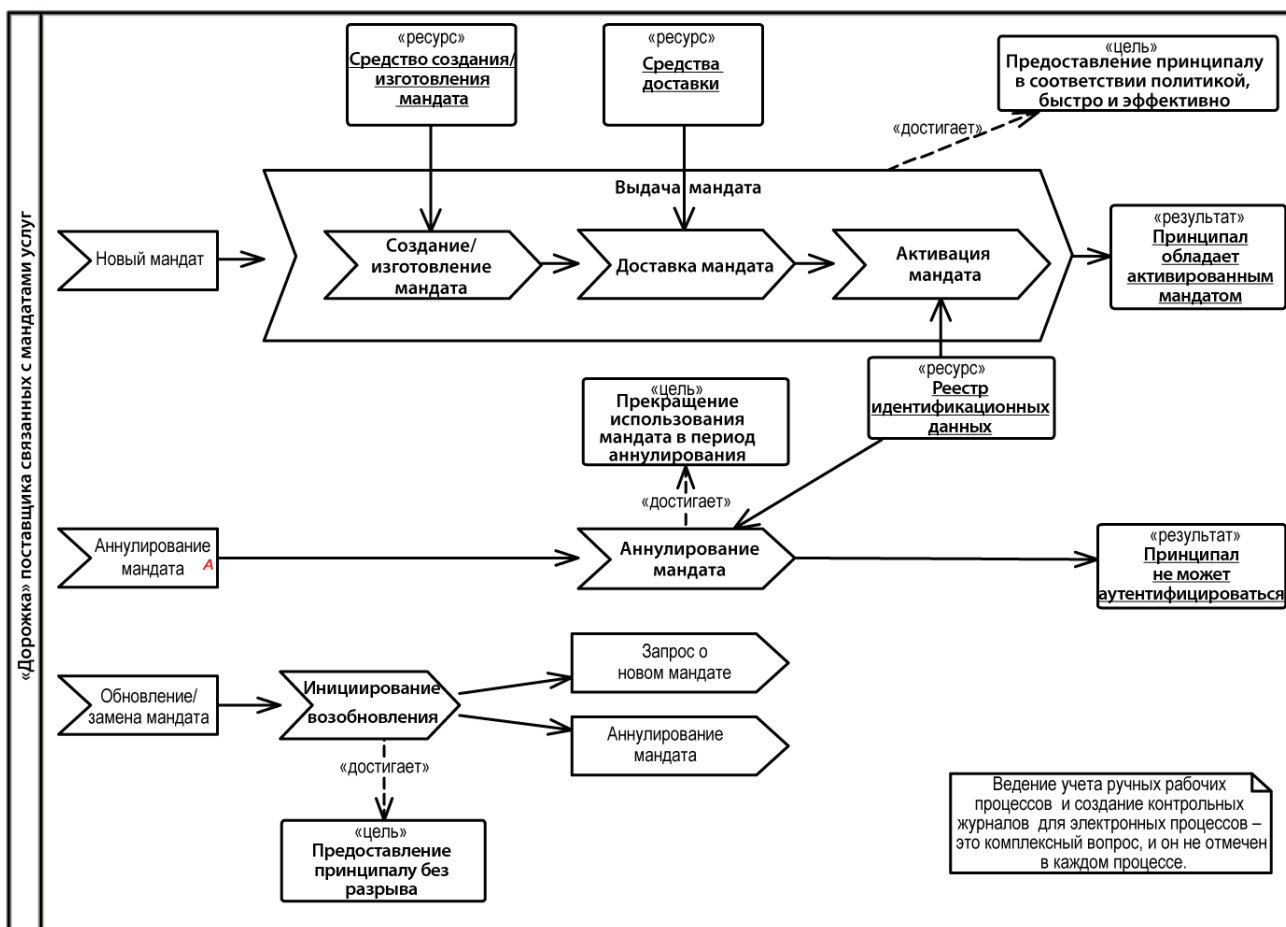 «Дорожка» поставщика связанных с мандатами услуг
«ресурс»
Средство создания/
изготовления
мандата
«ресурс»
Средства
доставки
«цель»
Предоставление принципалу
в соответствии политикой,
быстро и эффективно
«достигает»
Выдача мандата
Новый мандат
Создание/
изготовление
мандата
Доставка мандата
Активация
мандата
«результат»
Принципал
обладает
активированным
мандатом
«ресурс»
Реестр
идентификационных
данных
«цель»
Прекращение
использования
мандата в период
аннулирования
«достигает»
Аннулирование
мандата A
Аннулирование
мандата
«результат»
Принципал
не может
аутентифицироваться
Обновление/
замена мандата
Инициирование
возобновления
Запрос о
новом мандате
Аннулирование
мандата
«достигает»
«цель»
Предоставление
принципалу без
разрыва
Ведение учета ручных рабочих
процессов и создание контрольных
журналов для электронных процессов –
это комплексный вопрос, и он не отмечен
в каждом процессе.